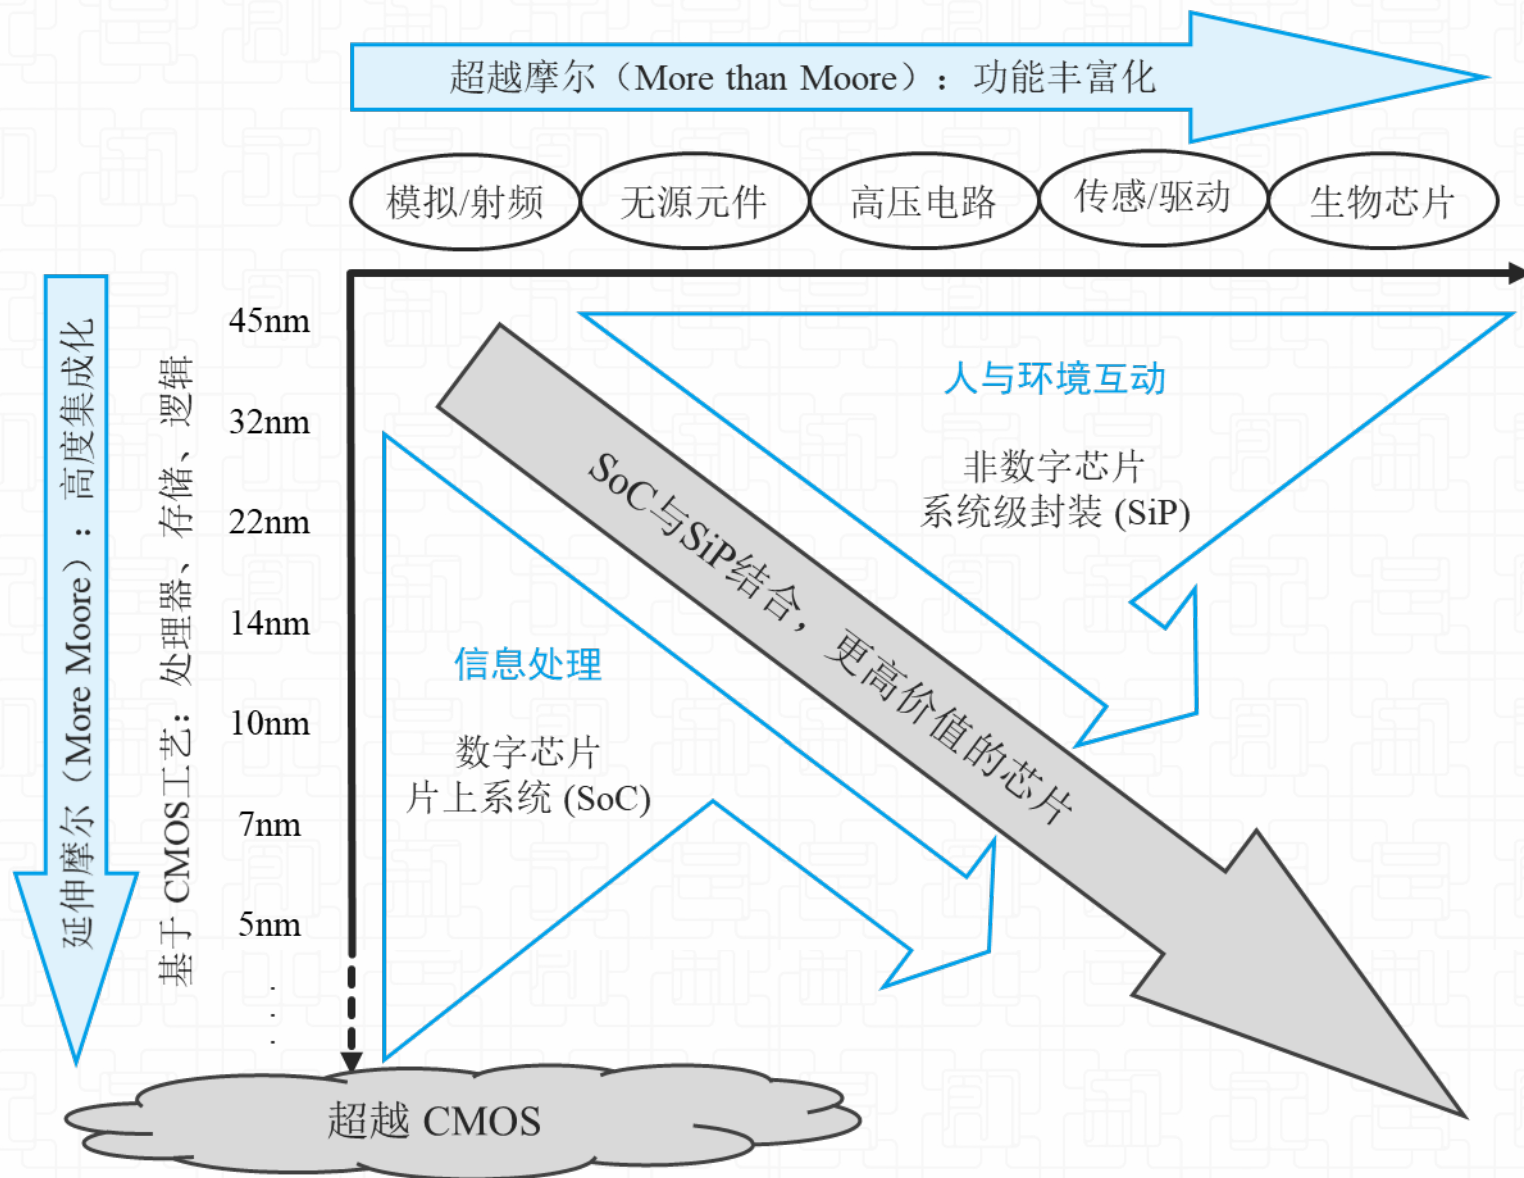 超越摩尔（More than Moore）：功能丰富化
模拟/射频
无源元件
高压电路
传感/驱动
生物芯片
延伸摩尔（More Moore）：高度集成化
基于 CMOS工艺：处理器、存储、逻辑
45nm
32nm
22nm
14nm
10nm
7nm
5nm
.
.
.
人与环境互动
非数字芯片
系统级封装 (SiP)
SoC与SiP结合，更高价值的芯片
信息处理
数字芯片
片上系统 (SoC)
超越 CMOS